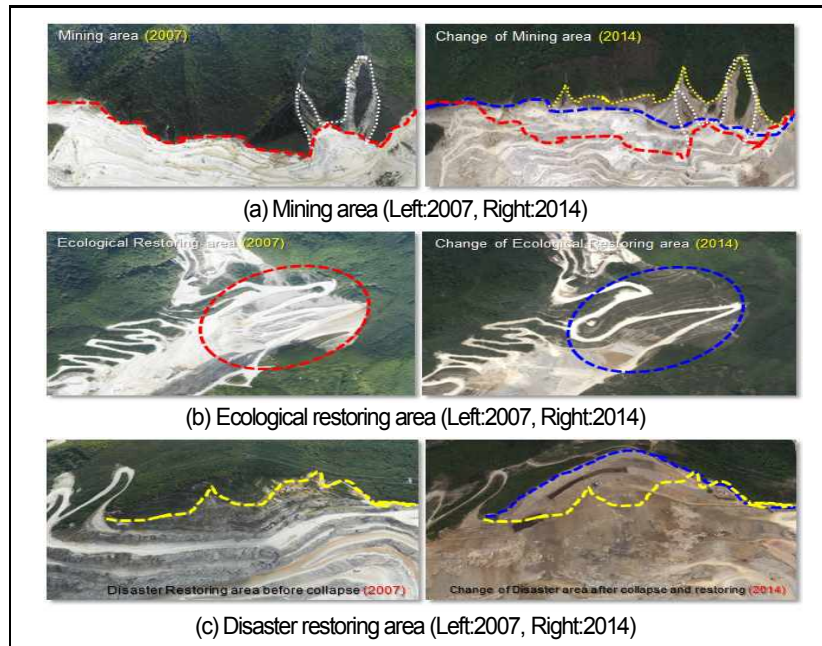 Mining area (2007)
Change of Mining area (2014)
(a) Mining area (Left:2007, Right:2014)
Ecological Restoring area (2007)
Change of Ecological Restoring area (2014)
(b) Ecological restoring area (Left:2007, Right:2014)
Disaster Restoring area before collapse (2007)
Change of Disaster area after collapse and restoring (2014)
(c) Disaster restoring area (Left:2007, Right:2014)